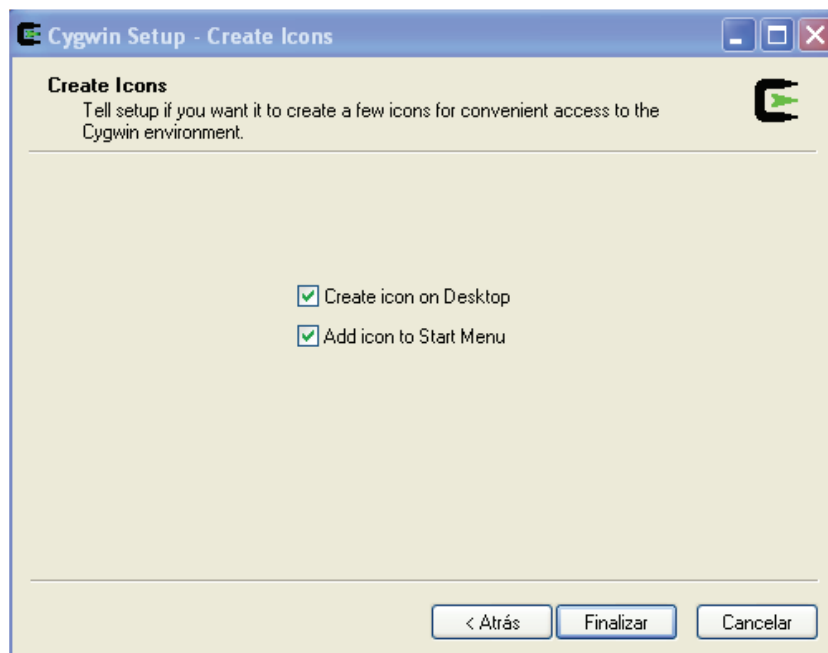 Cygwin Setup - Create Icons
Create Icons
Tell setup if you want it to create a few icons for convenient access to the
Cygwin environment.
Create icon on Desktop
Add icon to Start Menu
< Atrás Finalizar Cancelar